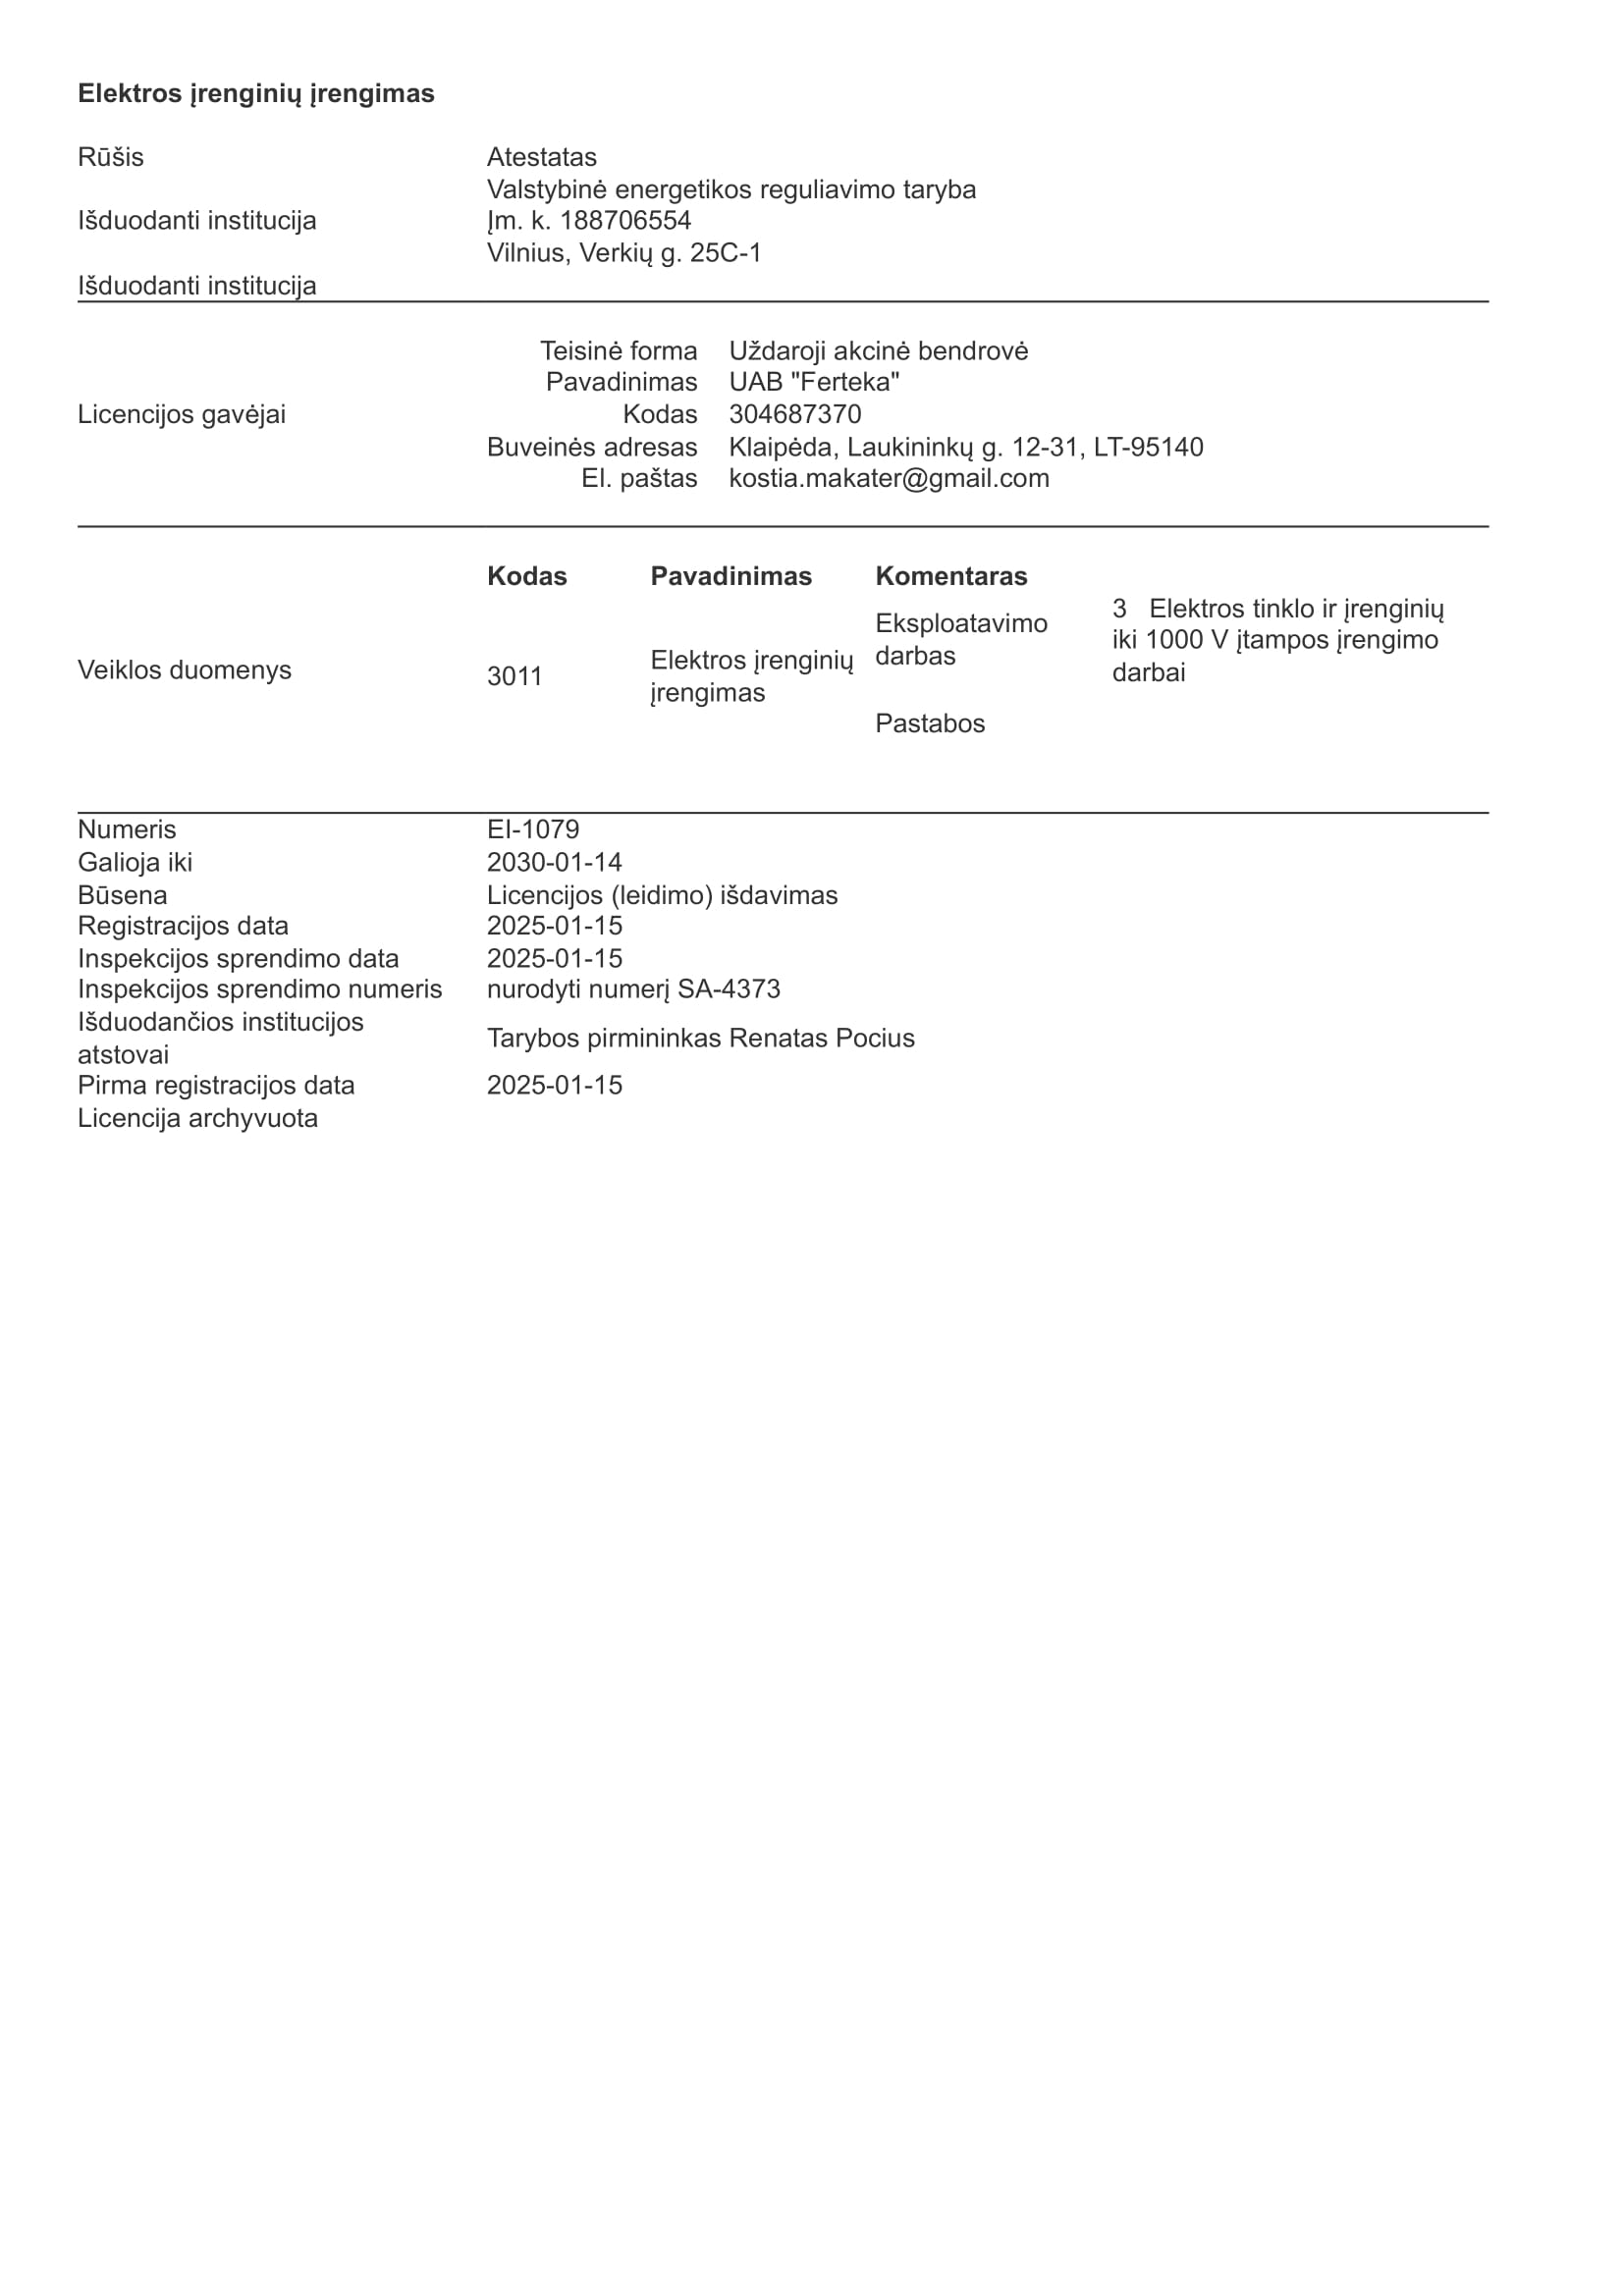 Elektros įrenginių įrengimas
Rūšis Atestatas
Valstybinė energetikos reguliavimo taryba
Išduodanti institucija Įm. k. 188706554
Vilnius, Verkių g. 25C-1
Išduodanti institucija
Teisinė forma Uždaroji akcinė bendrovė
Pavadinimas UAB "Ferteka"
Licencijos gavėjai Kodas 304687370
Buveinės adresas Klaipėda, Laukininkų g. 12-31, LT-95140
El. paštas kostia.makater@gmail.com
Kodas Pavadinimas Komentaras
Veiklos duomenys
3011
Elektros įrenginių
įrengimas
Eksploatavimo
darbas
3 Elektros tinklo ir įrenginių
iki 1000 V įtampos įrengimo
darbai
Pastabos
Numeris EI-1079
Galioja iki 2030-01-14
Būsena Licencijos (leidimo) išdavimas
Registracijos data 2025-01-15
Inspekcijos sprendimo data 2025-01-15
Inspekcijos sprendimo numeris nurodyti numerį SA-4373
Išduodančios institucijos
atstovai
Tarybos pirmininkas Renatas Pocius
Pirma registracijos data 2025-01-15
Licencija archyvuota